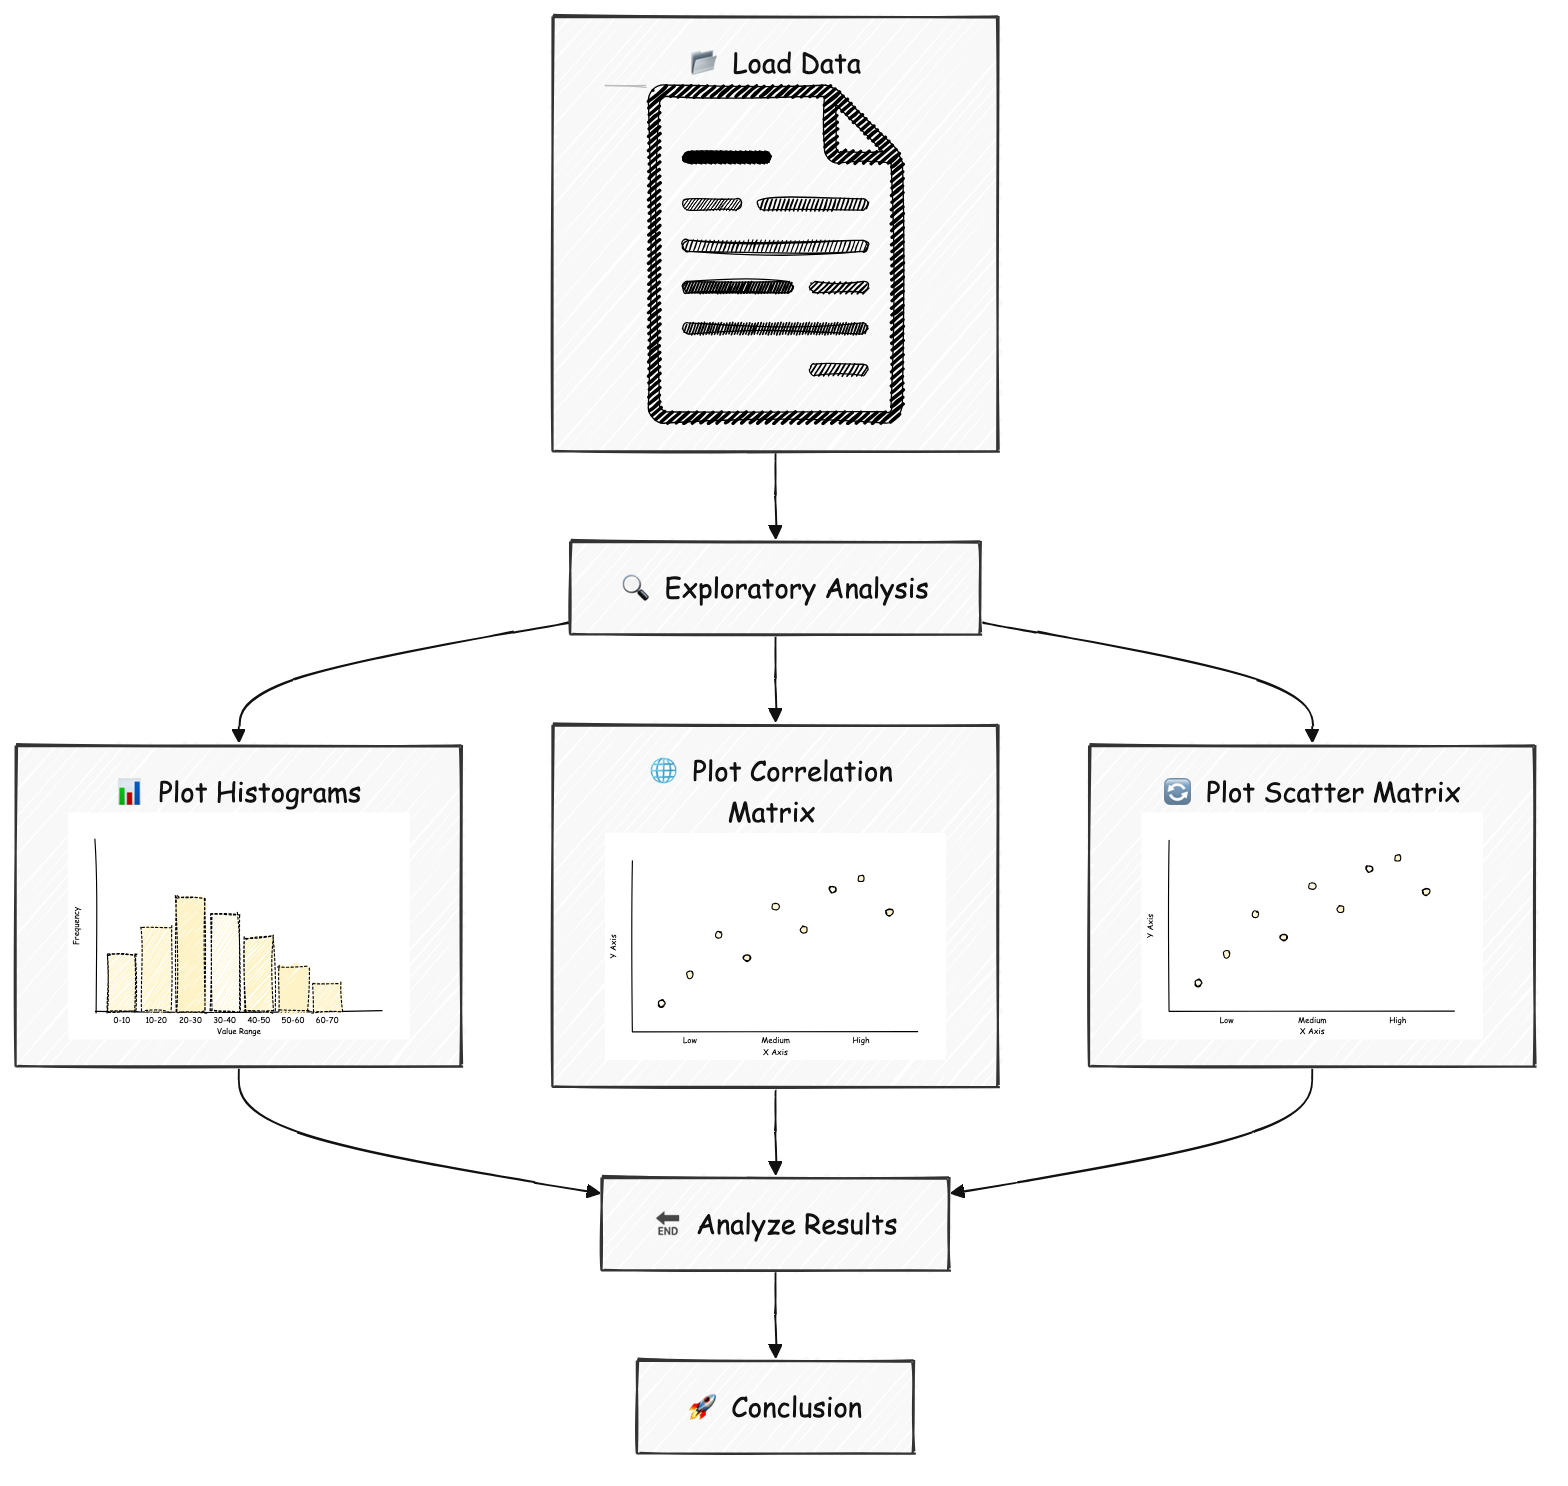 Load Data
Exploratory Analysis
Plot Histograms
Frequency
0-10 10-20 20-30 30-40 40-50 50-60 60-70
Value Range
Plot Correlation
Matrix
Y Axis
Low Medium High
X Axis
Plot Scatter Matrix
Y Axis
Low Medium High
X Axis
END Analyze Results
Conclusion